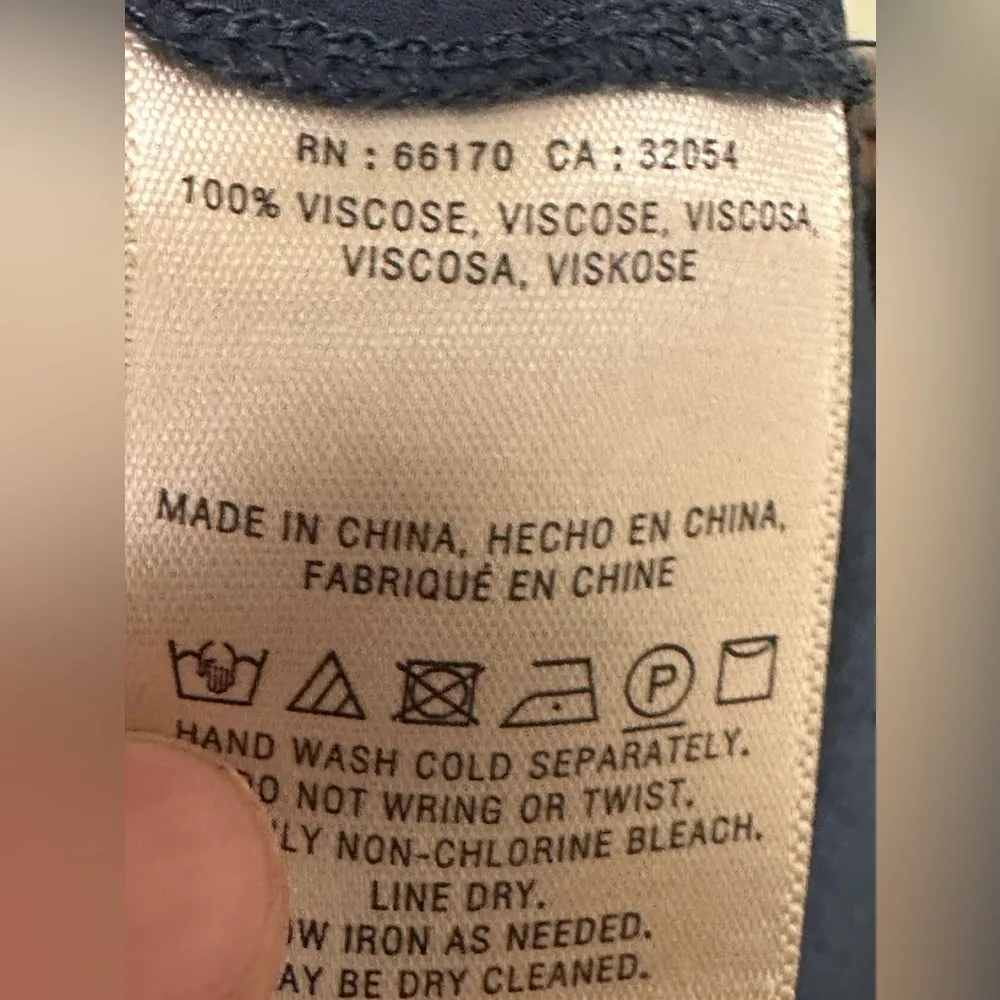 RN : 66170 CA : 32054
100% VISCOSE, VISCOSE, VISCOSA,
VISCOSA, VISKOSE
MADE IN CHINA, HECHO EN CHINA,
FABRIQUÉ EN CHINE
P
HAND WASH COLD SEPARATELY.
DO NOT WRING OR TWIST.
NON-CHLORINE BLEACH.
LINE DRY.
IRON AS NEEDED.
BE DRY CLEANED.